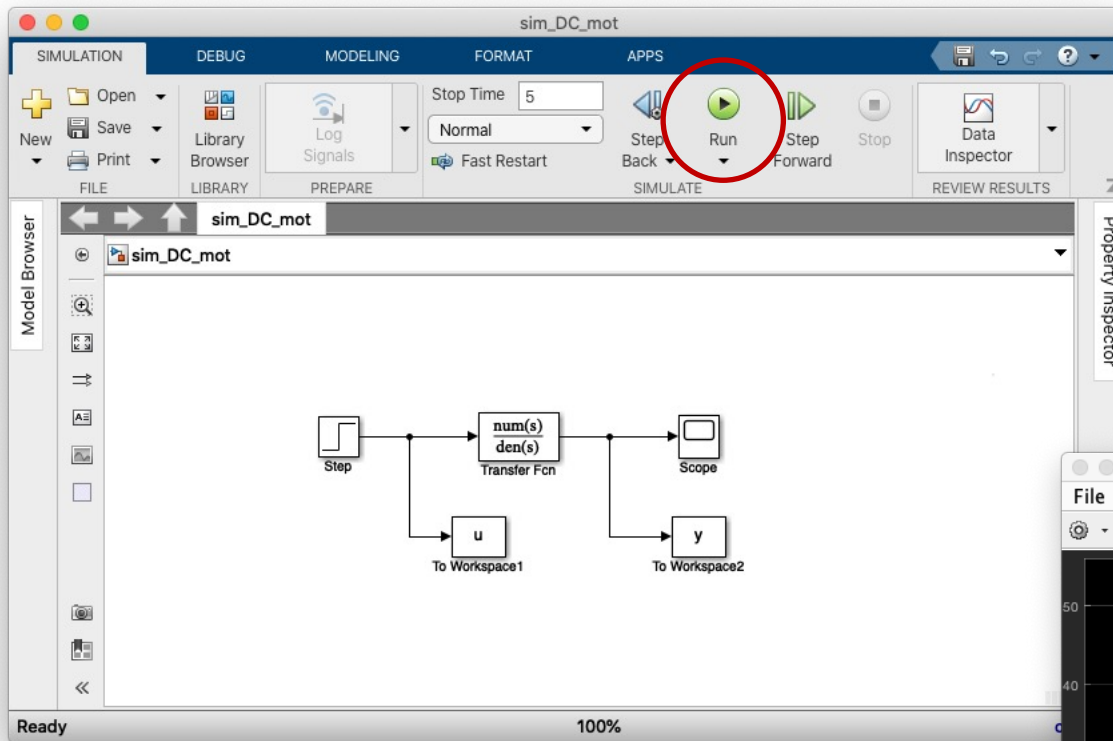 sim_DC_mot
SIMULATION DEBUG MODELING FORMAT APPS
New
Open
Save
Print
FILE
Library
Browser
LIBRARY
Log
Signals
PREPARE
Stop Time 5
Normal
Fast Restart
Step
Back
Run
Step
Forward
Stop
SIMULATE
Data
Inspector
REVIEW RESULTS
Model Browser
sim_DC_mot
sim_DC_mot
Property Inspector
Step
num(s)
den(s)
Transfer Fcn
Scope
u
To Workspace1
y
To Workspace2
File
50
40
Ready 100%